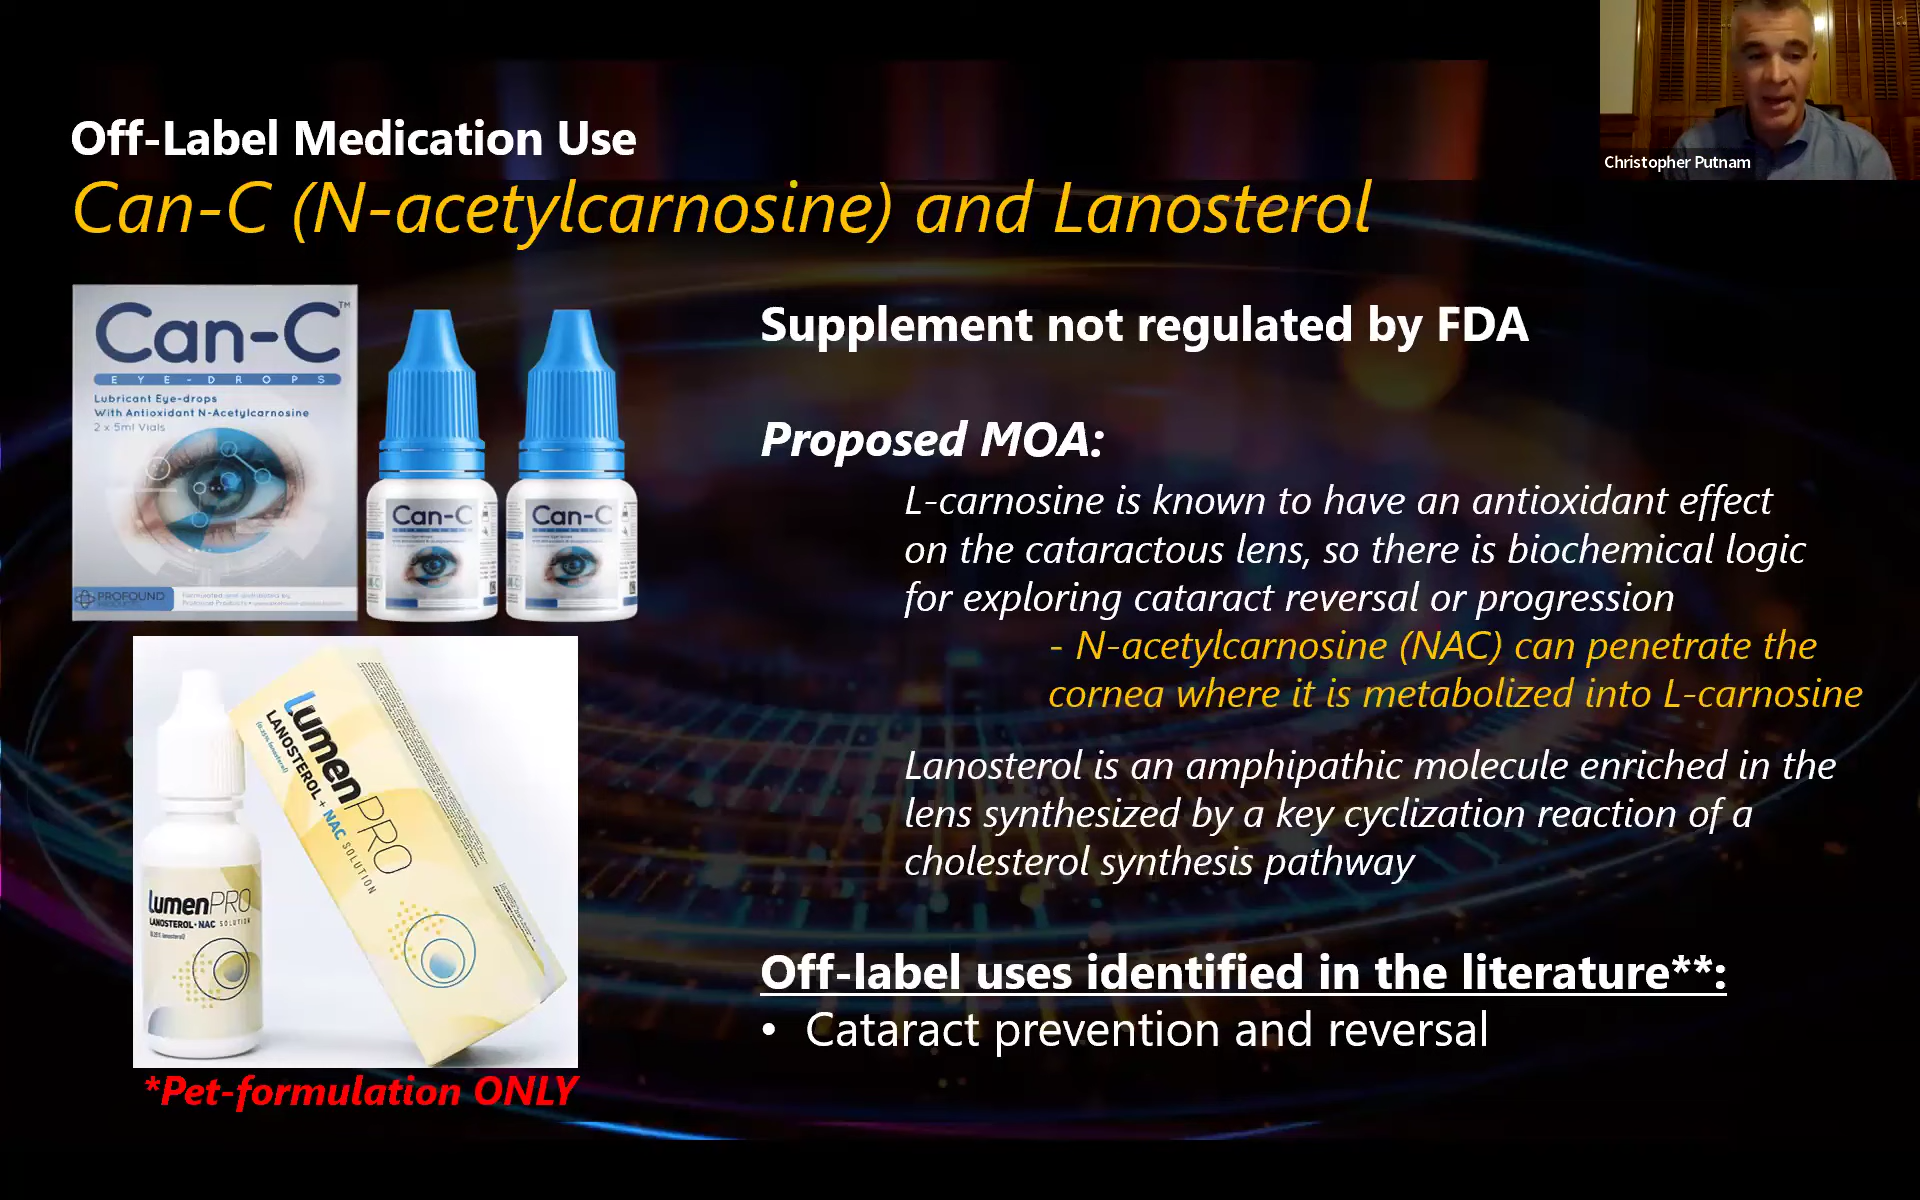 Christopher Putnam
Off-Label Medication Use
Can-C (N-acetylcarnosine) and Lanosterol
Can-C™
EYE-DROPS
Lubricant Eye-drops
With Antioxidant N-Acetylcarnosine
2 x 5ml Vials
PROFOUND
PRODUCTS
Can-C
Can-C
lumenPRO
LANOSTEROL + NAC SOLUTION
lumenPRO
LANOSTEROL+NAC SOLUTION
*Pet-formulation ONLY
Supplement not regulated by FDA
Proposed MOA:
L-carnosine is known to have an antioxidant effect
on the cataractous lens, so there is biochemical logic
for exploring cataract reversal or progression
- N-acetylcarnosine (NAC) can penetrate the
cornea where it is metabolized into L-carnosine
Lanosterol is an amphipathic molecule enriched in the
lens synthesized by a key cyclization reaction of a
cholesterol synthesis pathway
Off-label uses identified in the literature**:
• Cataract prevention and reversal